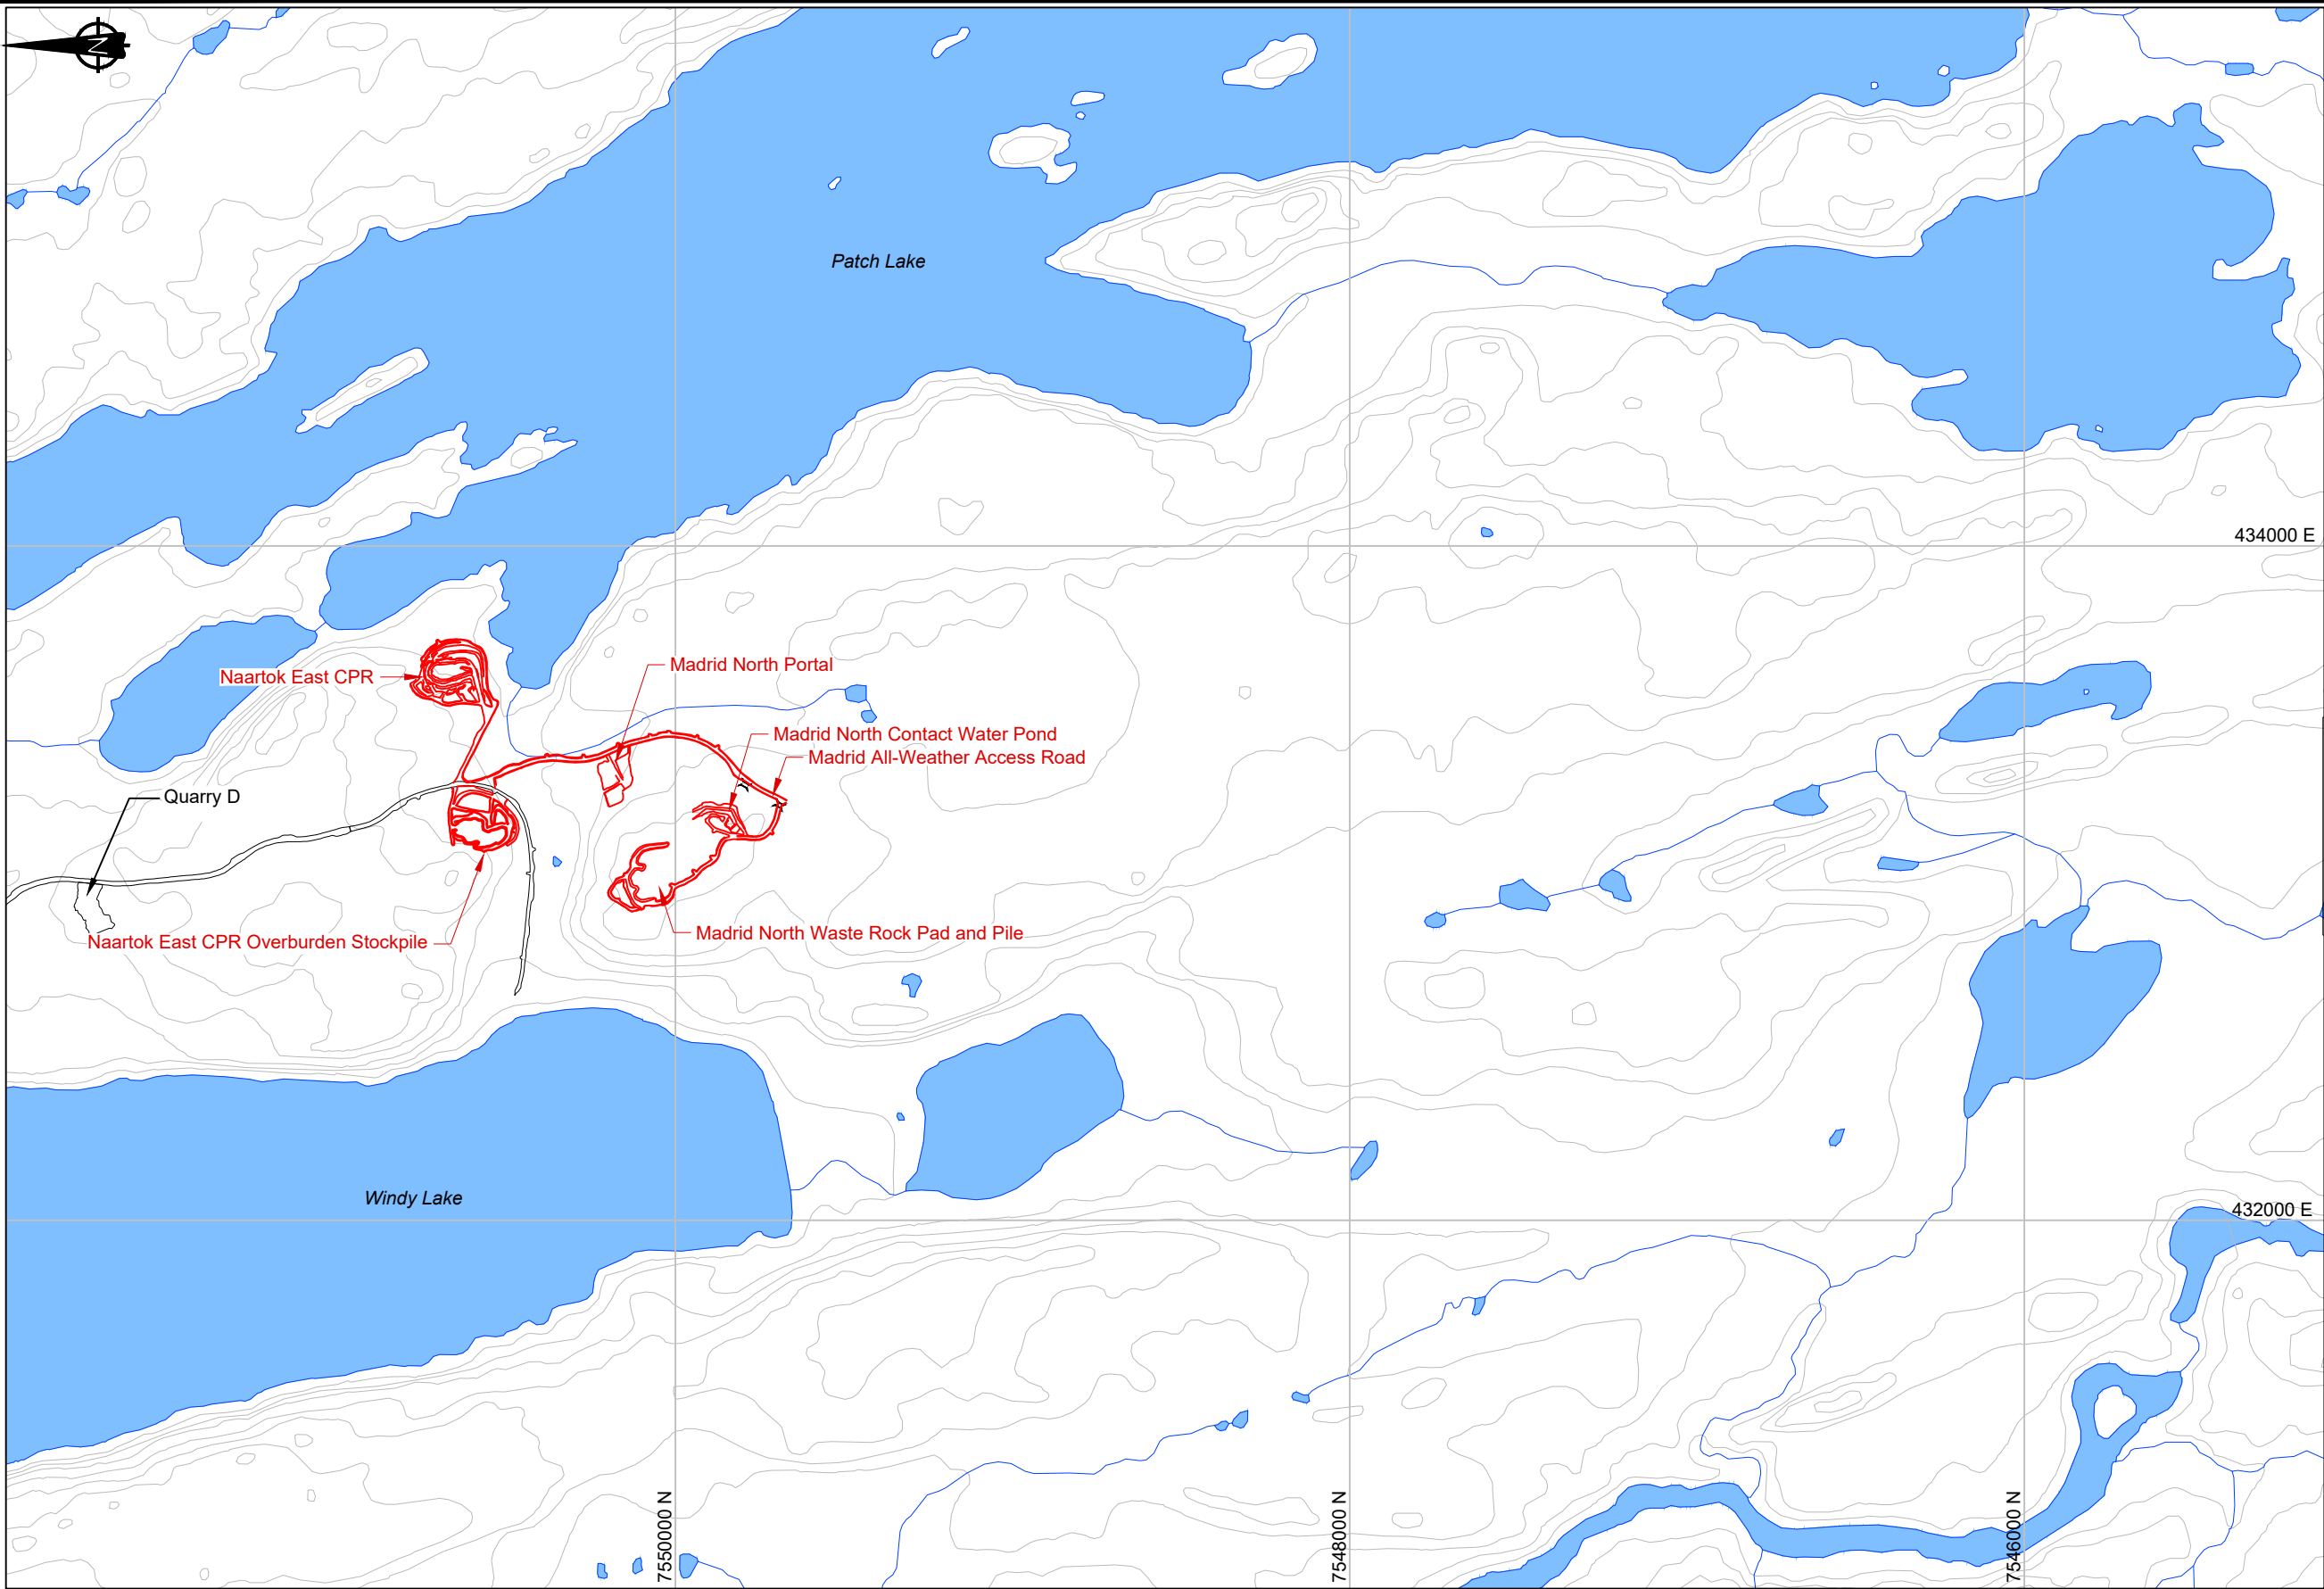 N
Patch Lake
434000 E
Madrid North Portal
Naartok East CPR
Madrid North Contact Water Pond
Madrid All-Weather Access Road
Quarry D
Madrid North Waste Rock Pad and Pile
Naartok East CPR Overburden Stockpile
Windy Lake
432000 E
7550000 N
7548000 N
7546000 N